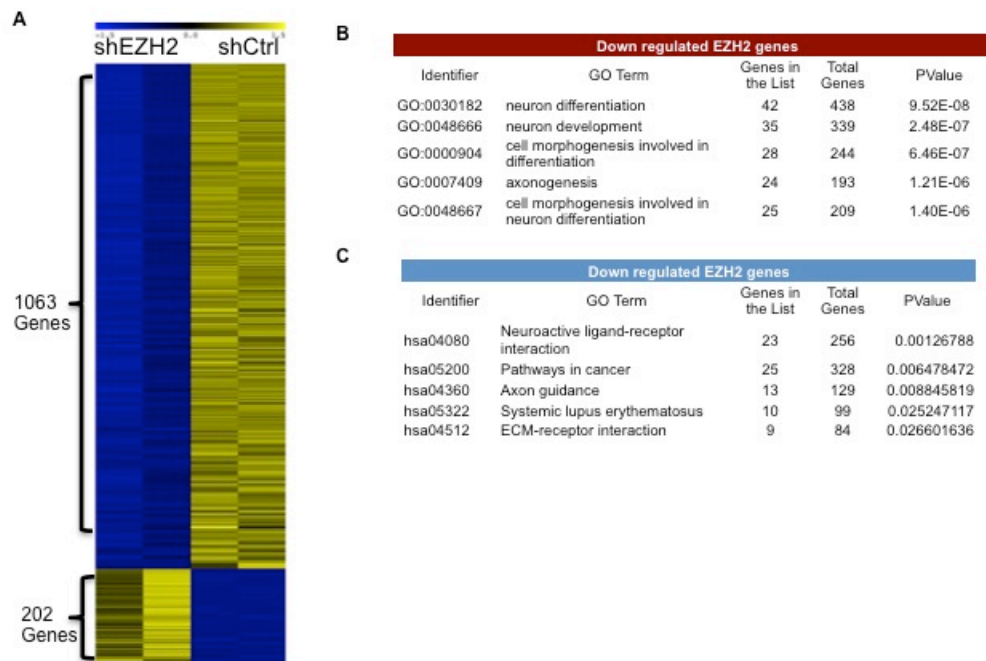 A
-1.5 0.0 1.5
shEZH2 shCtrl
1063
Genes
202
Genes
B
Down regulated EZH2 genes
Identifier GO Term Genes in the List Total Genes PValue
GO:0030182 neuron differentiation 42 438 9.52E-08
GO:0048666 neuron development 35 339 2.48E-07
GO:0000904 cell morphogenesis involved in differentiation 28 244 6.46E-07
GO:0007409 axonogenesis 24 193 1.21E-06
GO:0048667 cell morphogenesis involved in neuron differentiation 25 209 1.40E-06
C
Down regulated EZH2 genes
Identifier GO Term Genes in the List Total Genes PValue
hsa04080 Neuroactive ligand-receptor interaction 23 256 0.00126788
hsa05200 Pathways in cancer 25 328 0.006478472
hsa04360 Axon guidance 13 129 0.008845819
hsa05322 Systemic lupus erythematosus 10 99 0.025247117
hsa04512 ECM-receptor interaction 9 84 0.026601636